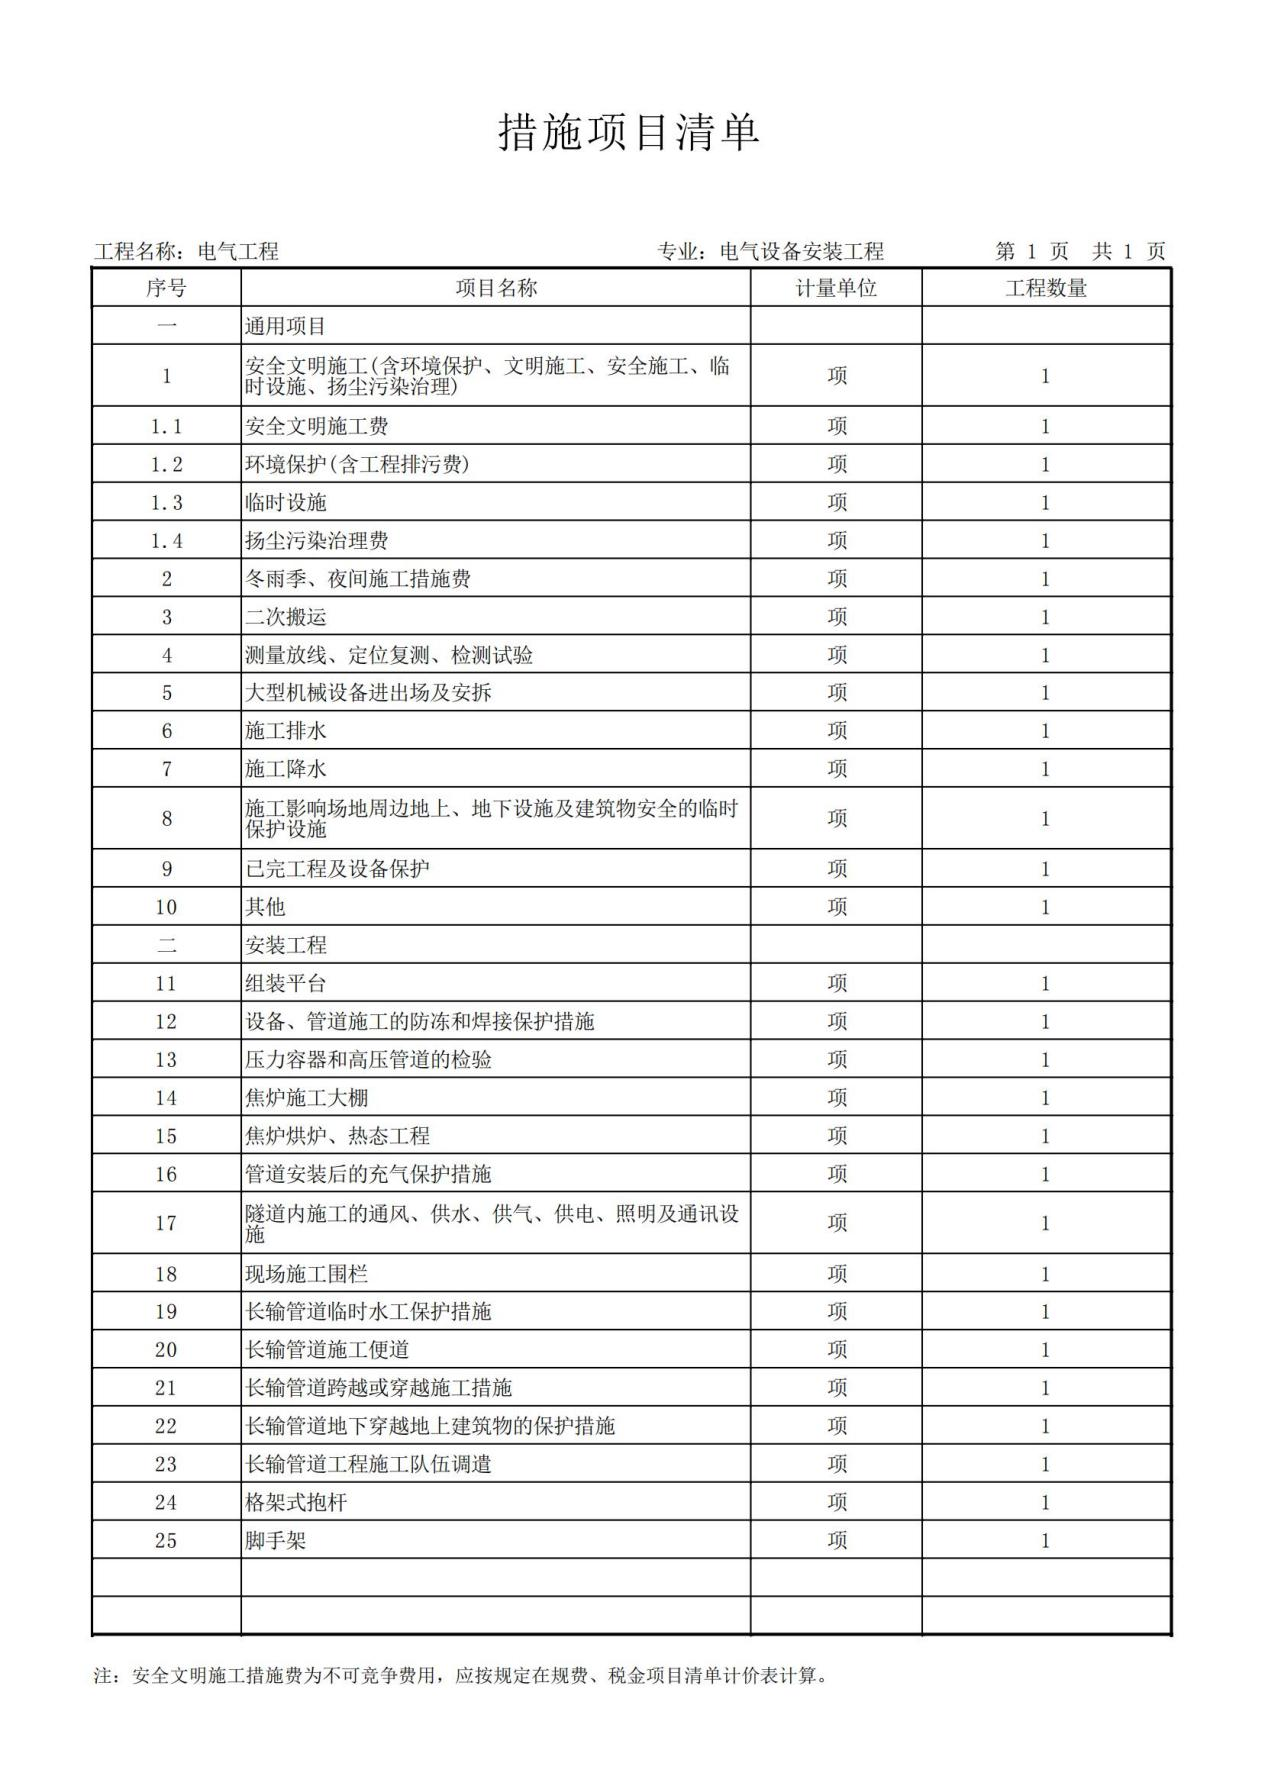 措施项目清单
工程名称：电气工程 专业：电气设备安装工程 第 1 页 共 1 页
序号 项目名称 计量单位 工程数量
一 通用项目
1 安全文明施工(含环境保护、文明施工、安全施工、临 项 1
时设施、扬尘污染治理)
1.1 安全文明施工费 项 1
1.2 环境保护(含工程排污费) 项 1
1.3 临时设施 项 1
1.4 扬尘污染治理费 项 1
2 冬雨季、夜间施工措施费 项 1
3 二次搬运 项 1
4 测量放线、定位复测、检测试验 项 1
5 大型机械设备进出场及安拆 项 1
6 施工排水 项 1
7 施工降水 项 1
8 施工影响场地周边地上、地下设施及建筑物安全的临时 项 1
保护设施
9 已完工程及设备保护 项 1
10 其他 项 1
二 安装工程
11 组装平台 项 1
12 设备、管道施工的防冻和焊接保护措施 项 1
13 压力容器和高压管道的检验 项 1
14 焦炉施工大棚 项 1
15 焦炉烘炉、热态工程 项 1
16 管道安装后的充气保护措施 项 1
17 隧道内施工的通风、供水、供气、供电、照明及通讯设 项 1
施
18 现场施工围栏 项 1
19 长输管道临时水工保护措施 项 1
20 长输管道施工便道 项 1
21 长输管道跨越或穿越施工措施 项 1
22 长输管道地下穿越地上建筑物的保护措施 项 1
23 长输管道工程施工队伍调遣 项 1
24 格架式抱杆 项 1
25 脚手架 项 1
注：安全文明施工措施费为不可竞争费用，应按规定在规费、税金项目清单计价表计算。